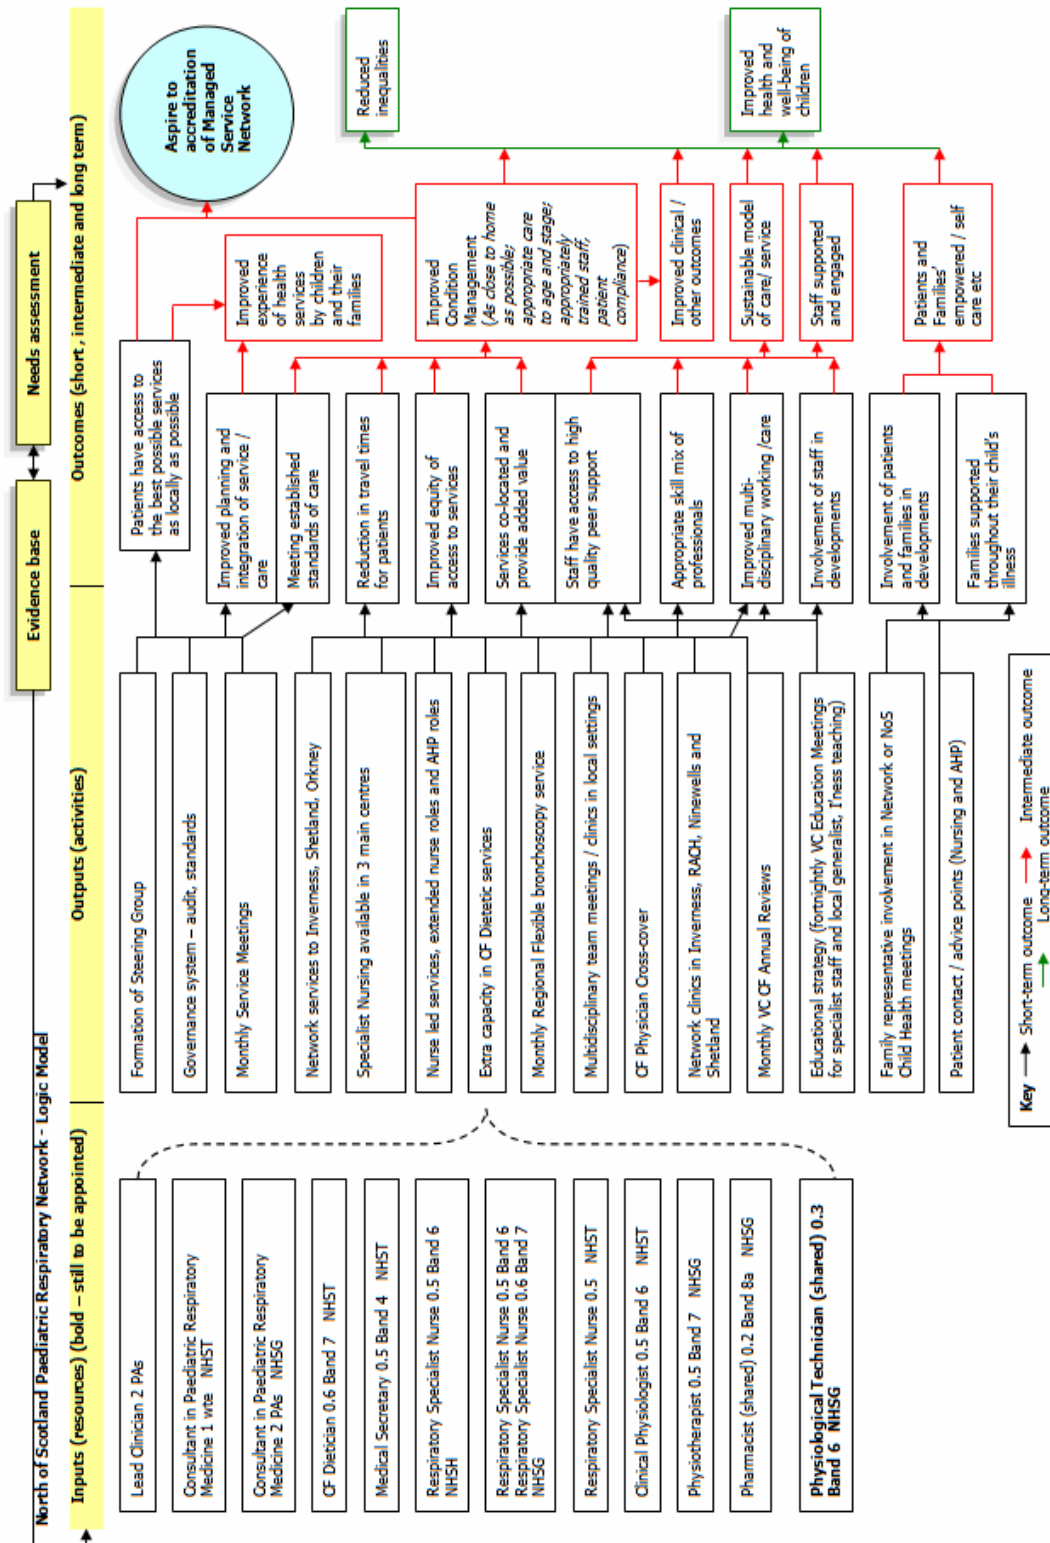 North of Scotland Paediatric Respiratory Network - Logic Model
Evidence base
Needs assessment
Inputs (resources) (bold – still to be appointed)
Outputs (activities)
Outcomes (short, intermediate and long term)
Lead Clinician 2 PAs
Consultant in Paediatric Respiratory
Medicine 1 wte NHST
Consultant in Paediatric Respiratory
Medicine 2 PAs NHSG
CF Dietician 0.6 Band 7 NHST
Medical Secretary 0.5 Band 4 NHST
Respiratory Specialist Nurse 0.5 Band 6
NHSH
Respiratory Specialist Nurse 0.5 Band 6
Respiratory Specialist Nurse 0.6 Band 7
NHSG
Respiratory Specialist Nurse 0.5 NHST
Clinical Physiologist 0.5 Band 6 NHST
Physiotherapist 0.5 Band 7 NHSG
Pharmacist (shared) 0.2 Band 8a NHSG
Physiological Technician (shared) 0.3
Band 6 NHSG
Formation of Steering Group
Governance system – audit, standards
Monthly Service Meetings
Network services to Inverness, Shetland, Orkney
Specialist Nursing available in 3 main centres
Nurse led services, extended nurse roles and AHP roles
Extra capacity in CF Dietetic services
Monthly Regional Flexible bronchoscopy service
Multidisciplinary team meetings / clinics in local settings
CF Physician Cross-cover
Network clinics in Inverness, RACH, Ninewells and
Shetland
Monthly VC CF Annual Reviews
Educational strategy (fortnightly VC Education Meetings
for specialist staff and local generalist, I'ness teaching)
Family representative involvement in Network or NoS
Child Health meetings
Patient contact / advice points (Nursing and AHP)
Patients have access to
the best possible services
as locally as possible
Improved planning and
integration of service /
care
Meeting established
standards of care
Reduction in travel times
for patients
Improved equity of
access to services
Services co-located and
provide added value
Staff have access to high
quality peer support
Appropriate skill mix of
professionals
Improved multi-
disciplinary working /care
Involvement of staff in
developments
Involvement of patients
and families in
developments
Families supported
throughout their child's
illness
Improved
experience
of health
services
by children
and their
families
Improved
Condition
Management
(As close to home
as possible;
appropriate care
to age and stage;
appropriately
trained staff,
patient
compliance)
Improved clinical /
other outcomes
Sustainable model
of care/ service
Staff supported
and engaged
Patients and
Families'
empowered / self
care etc
Aspire to
accreditation
of Managed
Service
Network
Reduced
inequalities
Improved
health and
well-being of
children
Key Short-term outcome Intermediate outcome
Long-term outcome